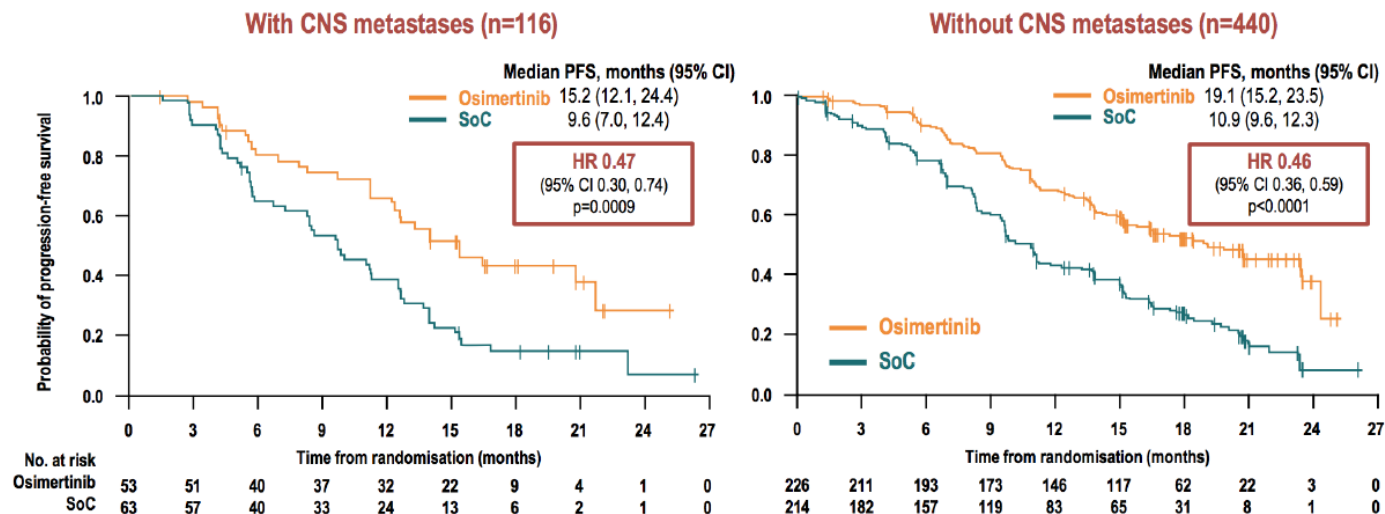 With CNS metastases (n=116)
Median PFS, months (95% CI)
Osimertinib 15.2 (12.1, 24.4)
SoC 9.6 (7.0, 12.4)
HR 0.47
(95% CI 0.30, 0.74)
p=0.0009
Probability of progression-free survival
1.0
0.8
0.6
0.4
0.2
0.0
0 3 6 9 12 15 18 21 24 27
Time from randomisation (months)
No. at risk
Osimertinib 53 51 40 37 32 22 9 4 1 0
SoC 63 57 40 33 24 13 6 2 1 0
Without CNS metastases (n=440)
Median PFS, months (95% CI)
Osimertinib 19.1 (15.2, 23.5)
SoC 10.9 (9.6, 12.3)
HR 0.46
(95% CI 0.36, 0.59)
p<0.0001
1.0
0.8
0.6
0.4
0.2
0.0
Osimertinib
SoC
0 3 6 9 12 15 18 21 24 27
Time from randomisation (months)
226 211 193 173 146 117 62 22 3 0
214 182 157 119 83 65 31 8 1 0